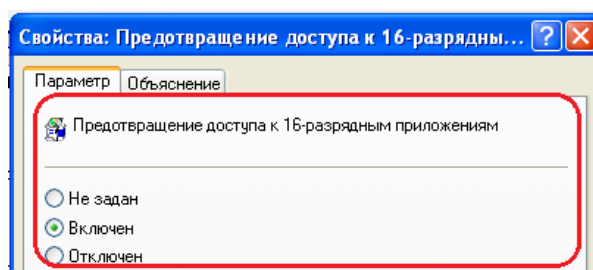 Свойства: Предотвращение доступа к 16-разрядны...
Параметр Объяснение
Предотвращение доступа к 16-разрядным приложениям
Не задан
Включен
Отключен